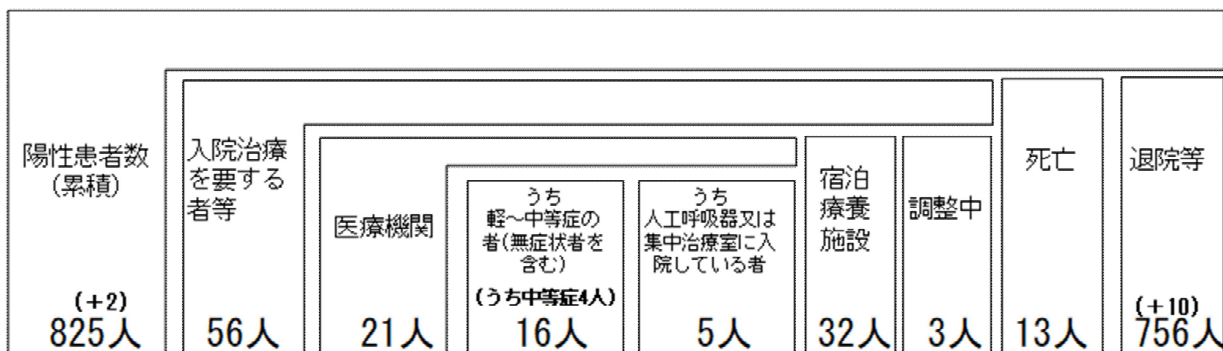 陽性患者数
(累積)
(+2)
825人
入院治療
を要する
者等
56人
医療機関
21人
うち
軽~中等症の
者(無症状者を
含む)
(うち中等症4人)
16人
うち
人工呼吸器又は
集中治療室に入
院している者
5人
宿泊
療養
施設
32人
調整中
3人
死亡
13人
退院等
(+10)
756人